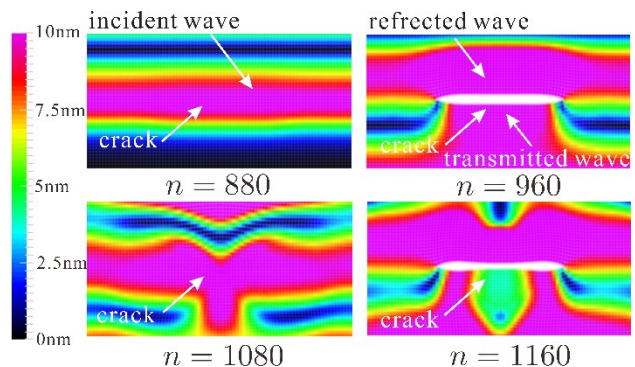 10nm
7.5nm
5nm
2.5nm
0nm
incident wave
crack
n = 880
refrected wave
crack
transmitted wave
n = 960
crack
n = 1080
crack
n = 1160